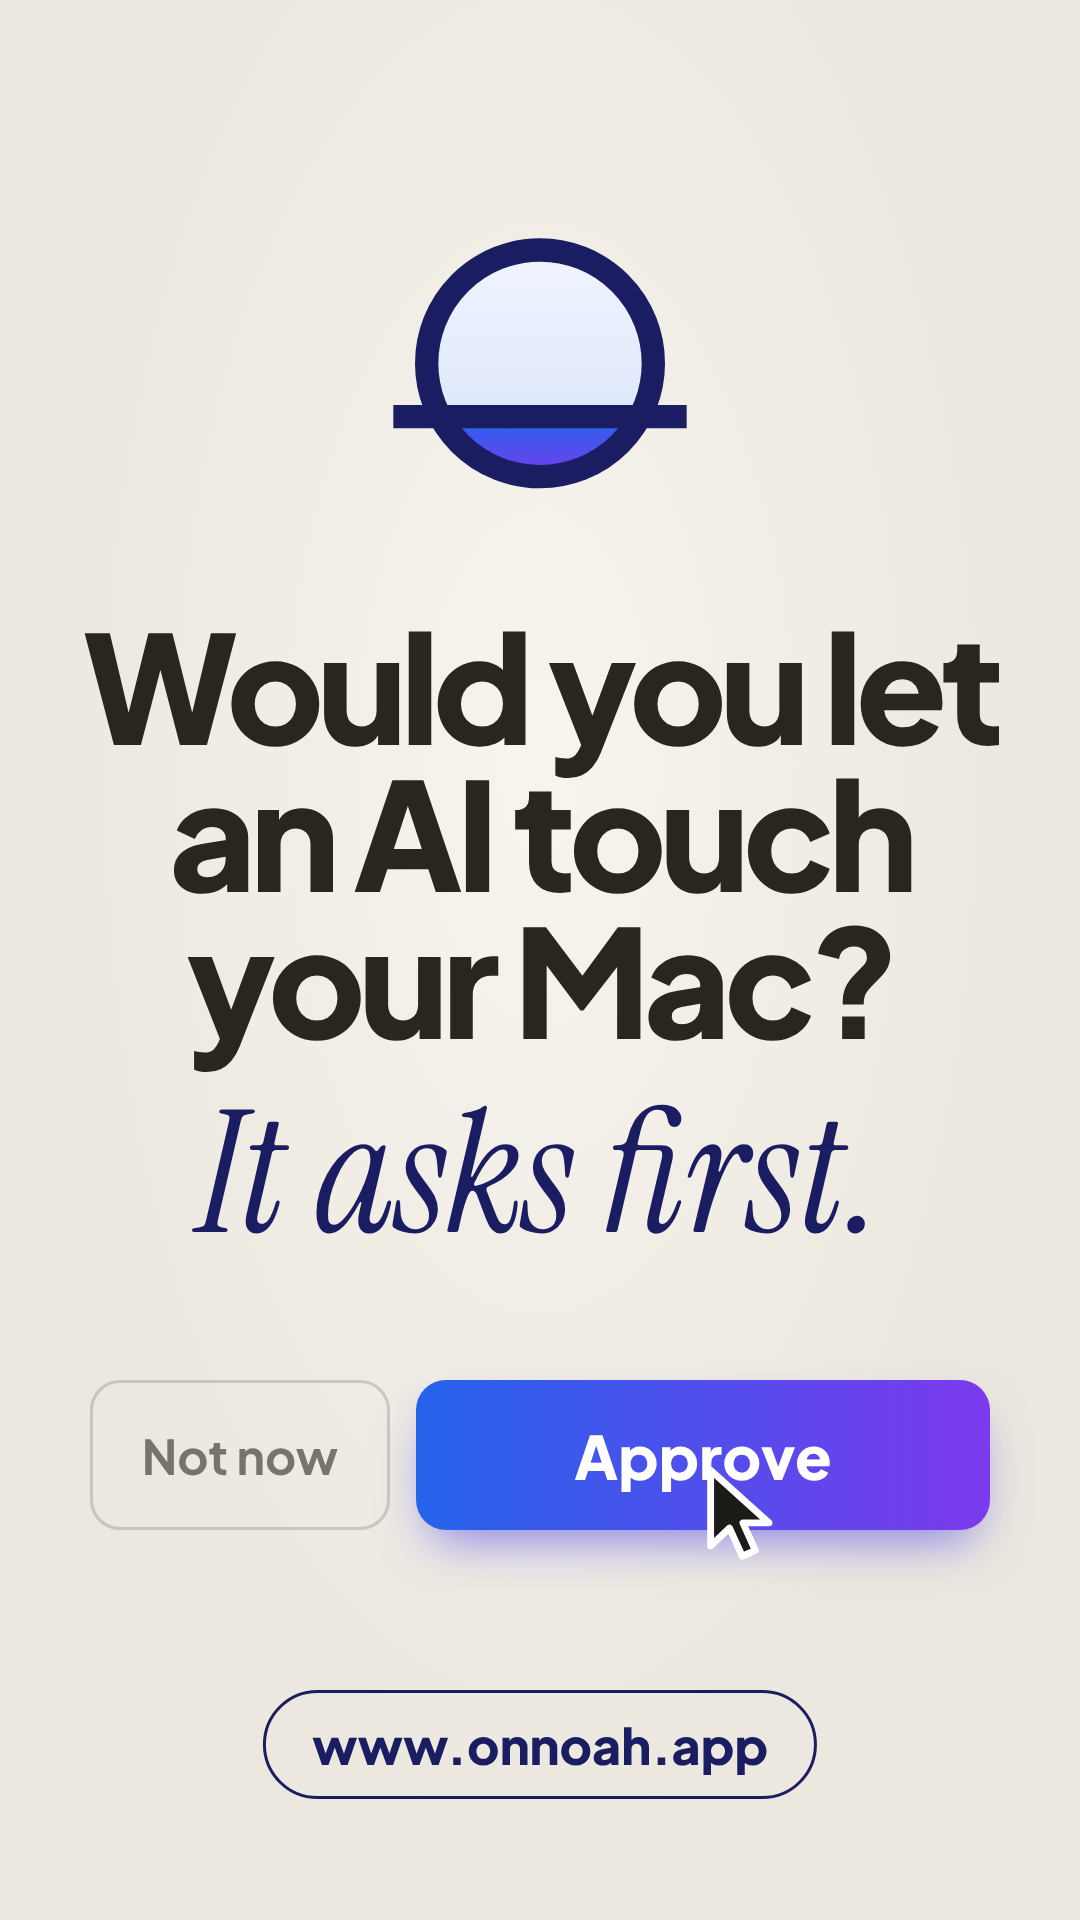 Would you let
an AI touch
your Mac?
It asks first.
Not now
Approve
www.onnoah.app